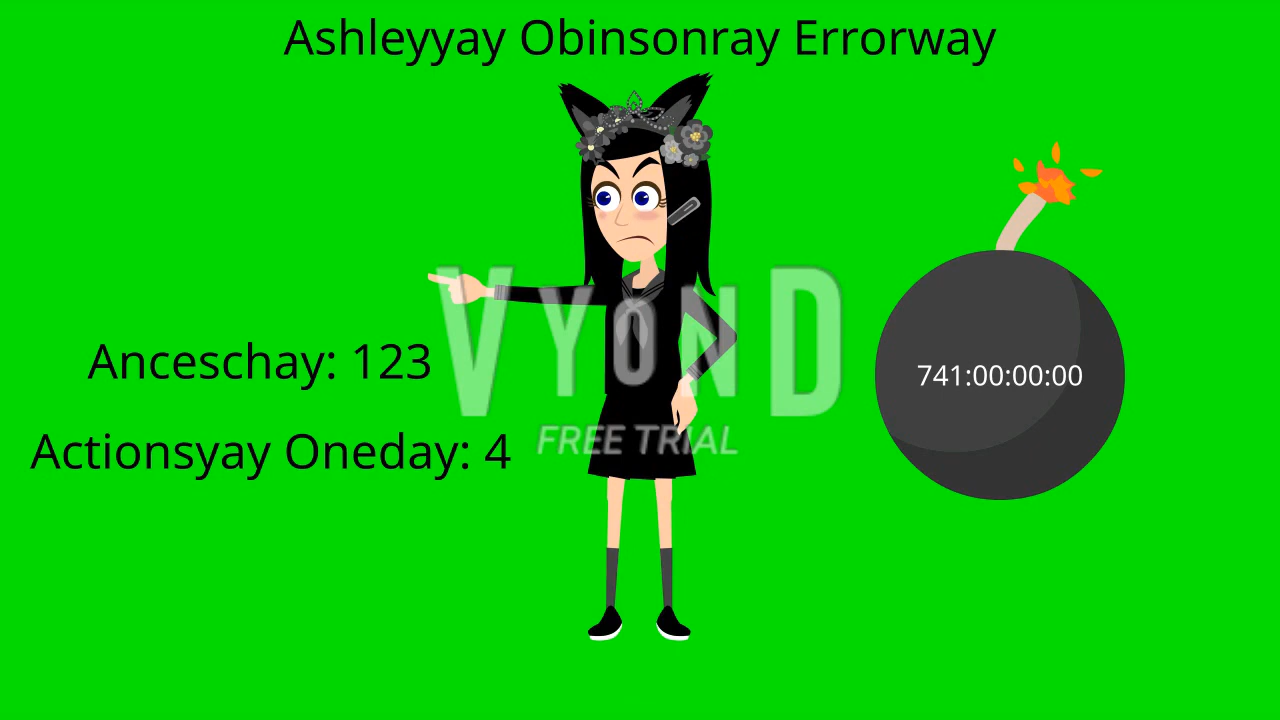 Ashleyyay Obinsonray Errorway
Anceschay: 123
Actionsyay Oneday: 4
741:00:00:00
VYOND
FREE TRIAL